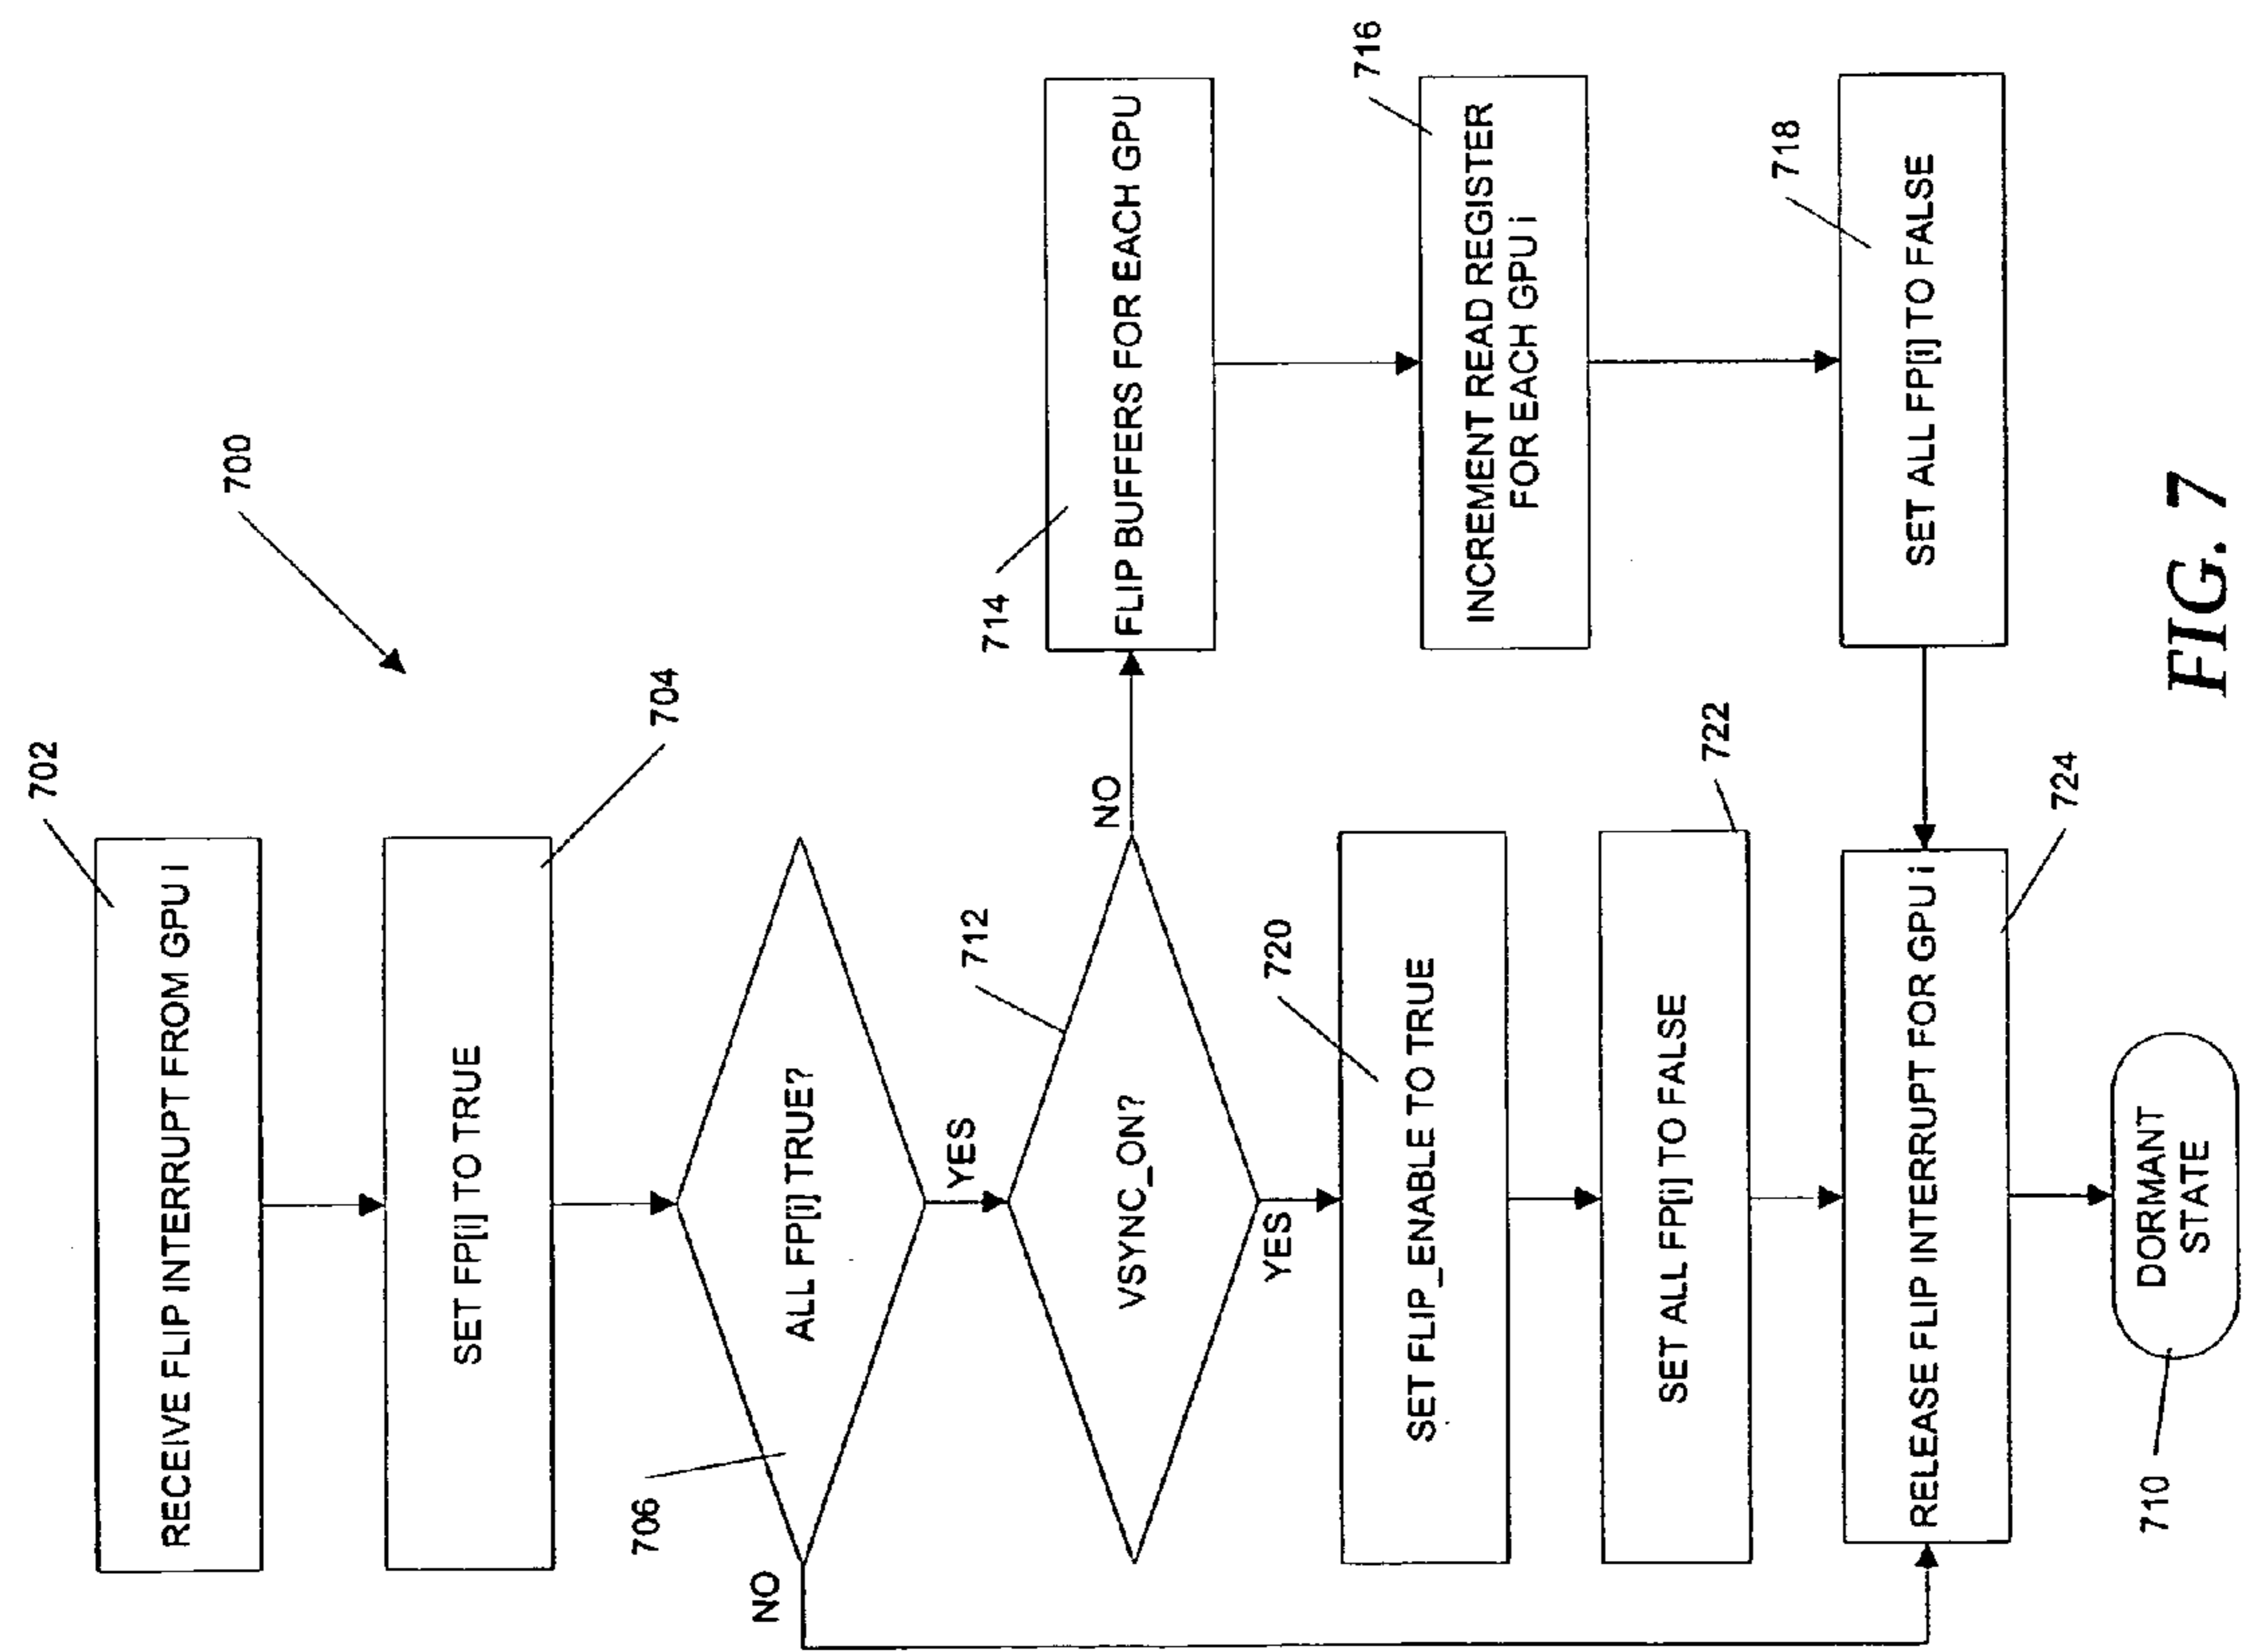 700
702
RECEIVE FLIP INTERRUPT FROM GPU i
704
SET FP[i] TO TRUE
706
ALL FP[i] TRUE?
NO
YES
712
VSYNC_ON?
NO
YES
714
FLIP BUFFERS FOR EACH GPU
716
INCREMENT READ REGISTER
FOR EACH GPU i
718
SET ALL FP[i] TO FALSE
720
SET FLIP_ENABLE TO TRUE
722
SET ALL FP[i] TO FALSE
724
RELEASE FLIP INTERRUPT FOR GPU i
710
DORMANT
STATE
FIG. 7